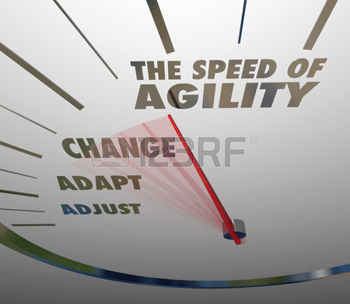 THE SPEED OF
AGILITY
CHANGE
ADAPT
ADJUST